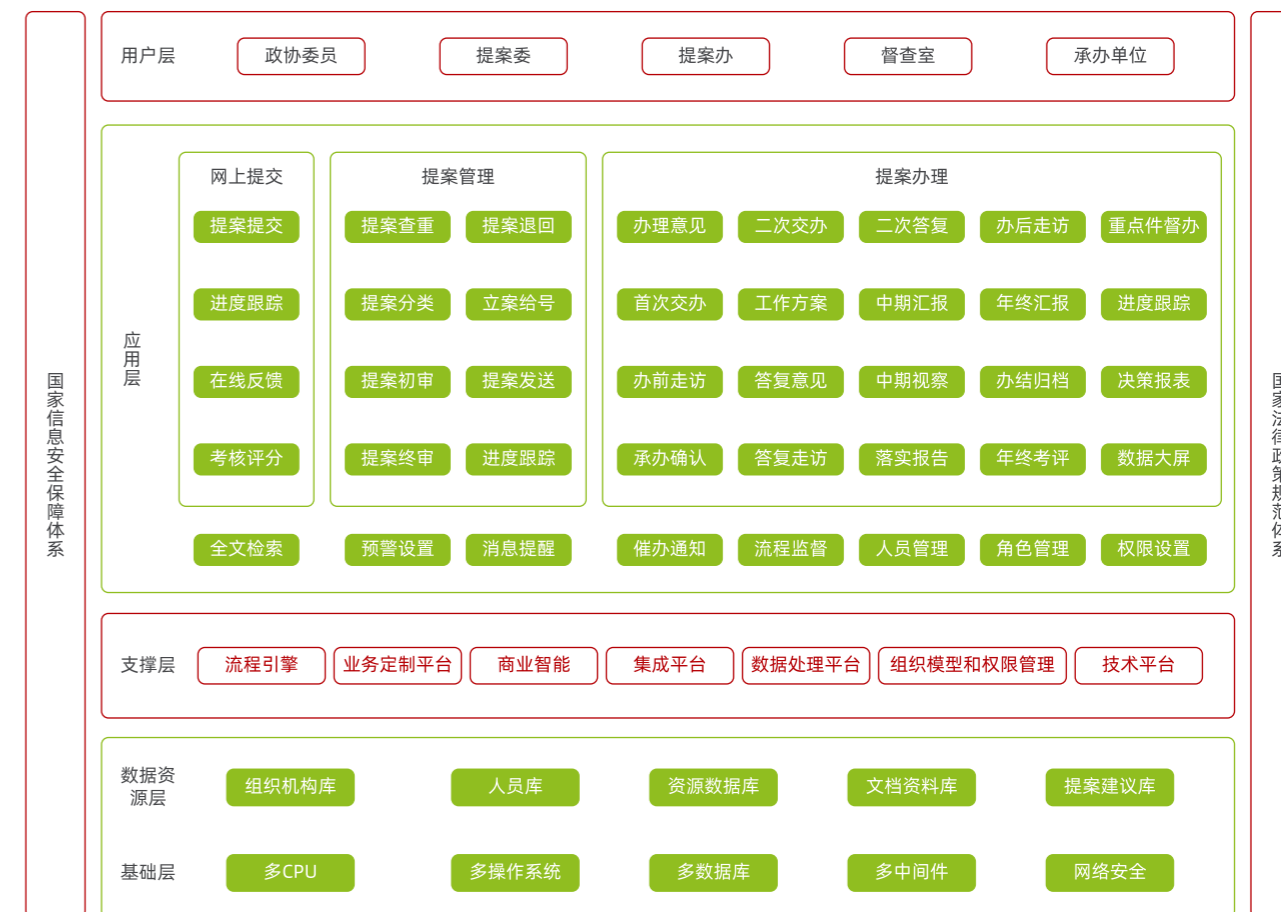 国家信息安全保障体系
用户层
政协委员
提案委
提案办
督查室
承办单位
应用层
网上提交
提案提交
进度跟踪
在线反馈
考核评分
提案管理
提案查重
提案退回
提案分类
立案给号
提案初审
提案发送
提案终审
进度跟踪
提案办理
办理意见
二次交办
二次答复
办后走访
重点件督办
首次交办
工作方案
中期汇报
年终汇报
进度跟踪
办前走访
答复意见
中期视察
办结归档
决策报表
承办确认
答复走访
落实报告
年终考评
数据大屏
全文检索
预警设置
消息提醒
催办通知
流程监督
人员管理
角色管理
权限设置
支撑层
流程引擎
业务定制平台
商业智能
集成平台
数据处理平台
组织模型和权限管理
技术平台
数据资
源层
组织机构库
人员库
资源数据库
文档资料库
提案建议库
基础层
多CPU
多操作系统
多数据库
多中间件
网络安全
国家法律政策规范体系